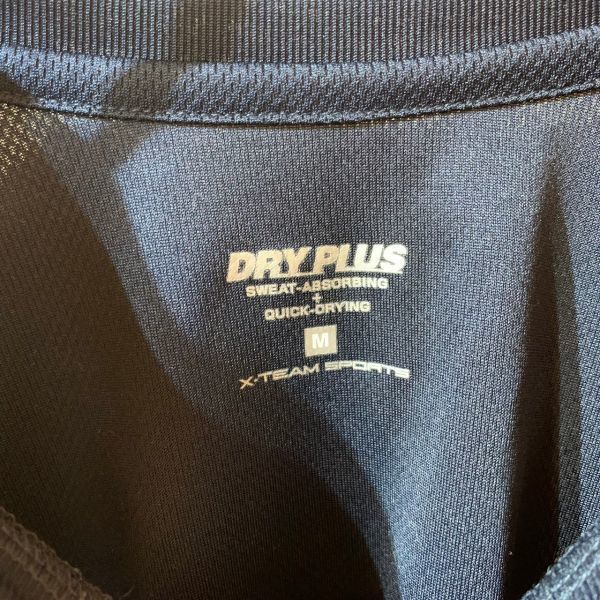 DRY PLUS
SWEAT-ABSORBING
+
QUICK-DRYING
M
X-TEAM SPORTS